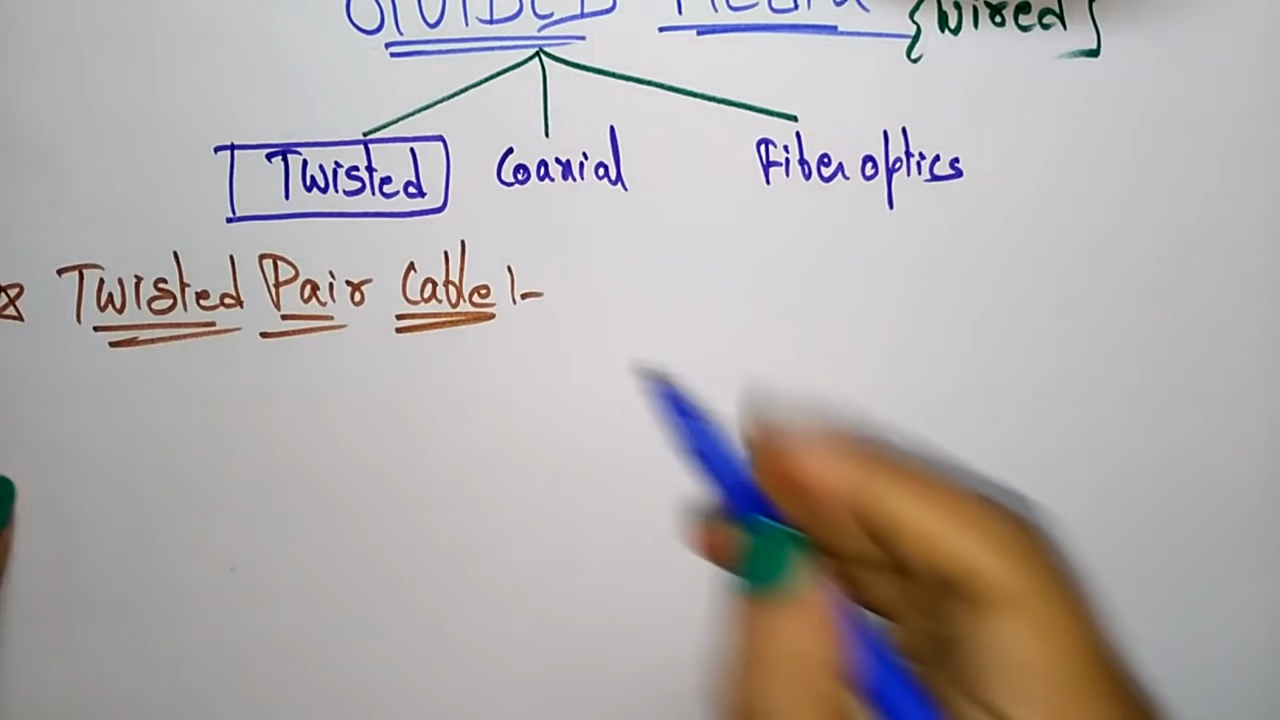 {Wired}
Twisted Coaxial Fiber optics
Twisted Pair Cable :-